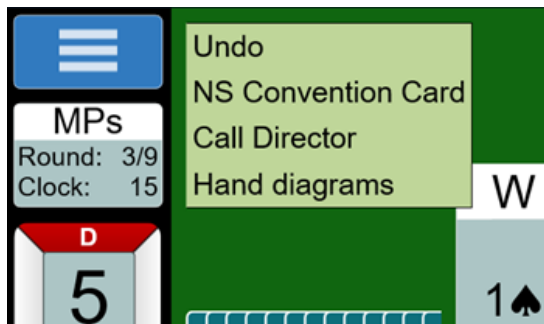 Undo
NS Convention Card
Call Director
Hand diagrams
MPs
Round: 3/9
Clock: 15
D
5
W
1♠